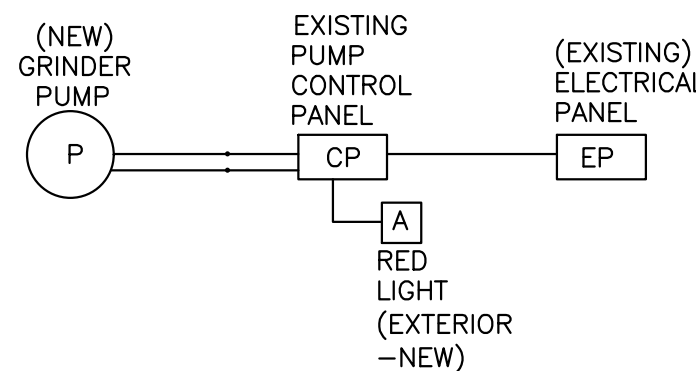 (NEW)
GRINDER
PUMP
P
EXISTING
PUMP
CONTROL
PANEL
CP
(EXISTING)
ELECTRICAL
PANEL
EP
A
RED
LIGHT
(EXTERIOR
-NEW)